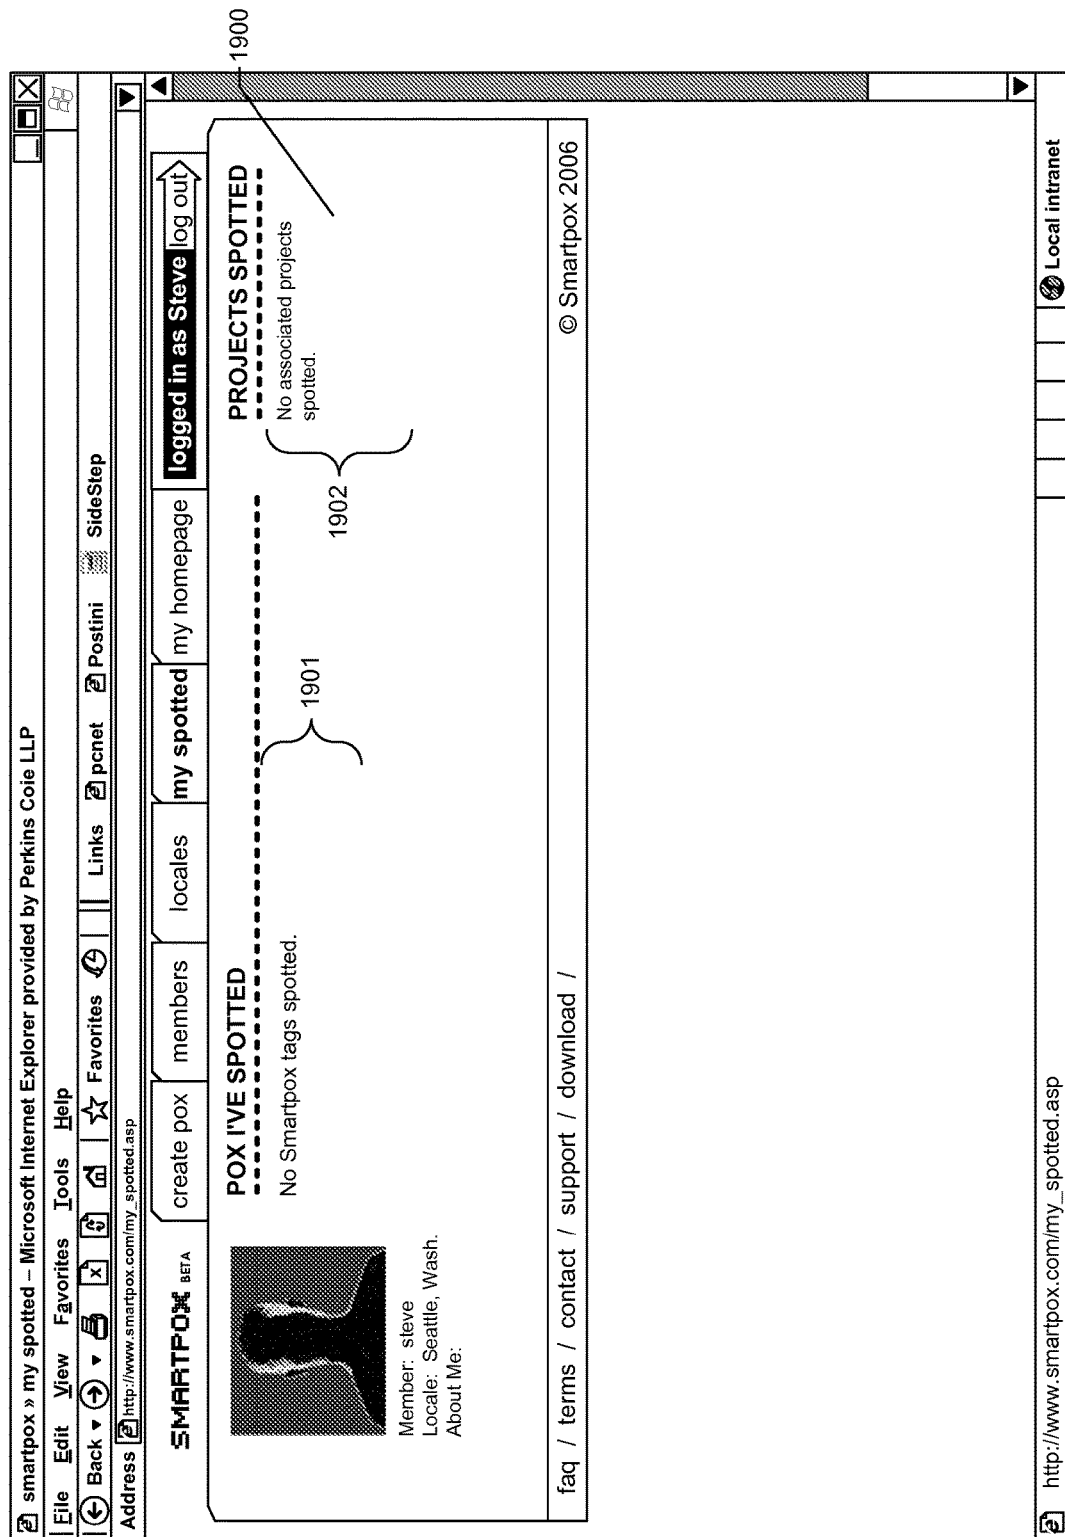 smartpox » my spotted – Microsoft Internet Explorer provided by Perkins Coie LLP
File Edit View Favorites Tools Help
Back Favorites Links pcnet Postini SideStep
Address http://www.smartpox.com/my_spotted.asp
SMARTPOX BETA create pox members locales my spotted my homepage logged in as Steve log out
1900
POX I'VE SPOTTED
PROJECTS SPOTTED
No Smartpox tags spotted.
No associated projects
spotted.
1901
1902
Member: steve
Locale: Seattle, Wash.
About Me:
faq / terms / contact / support / download /
© Smartpox 2006
http://www.smartpox.com/my_spotted.asp
Local intranet